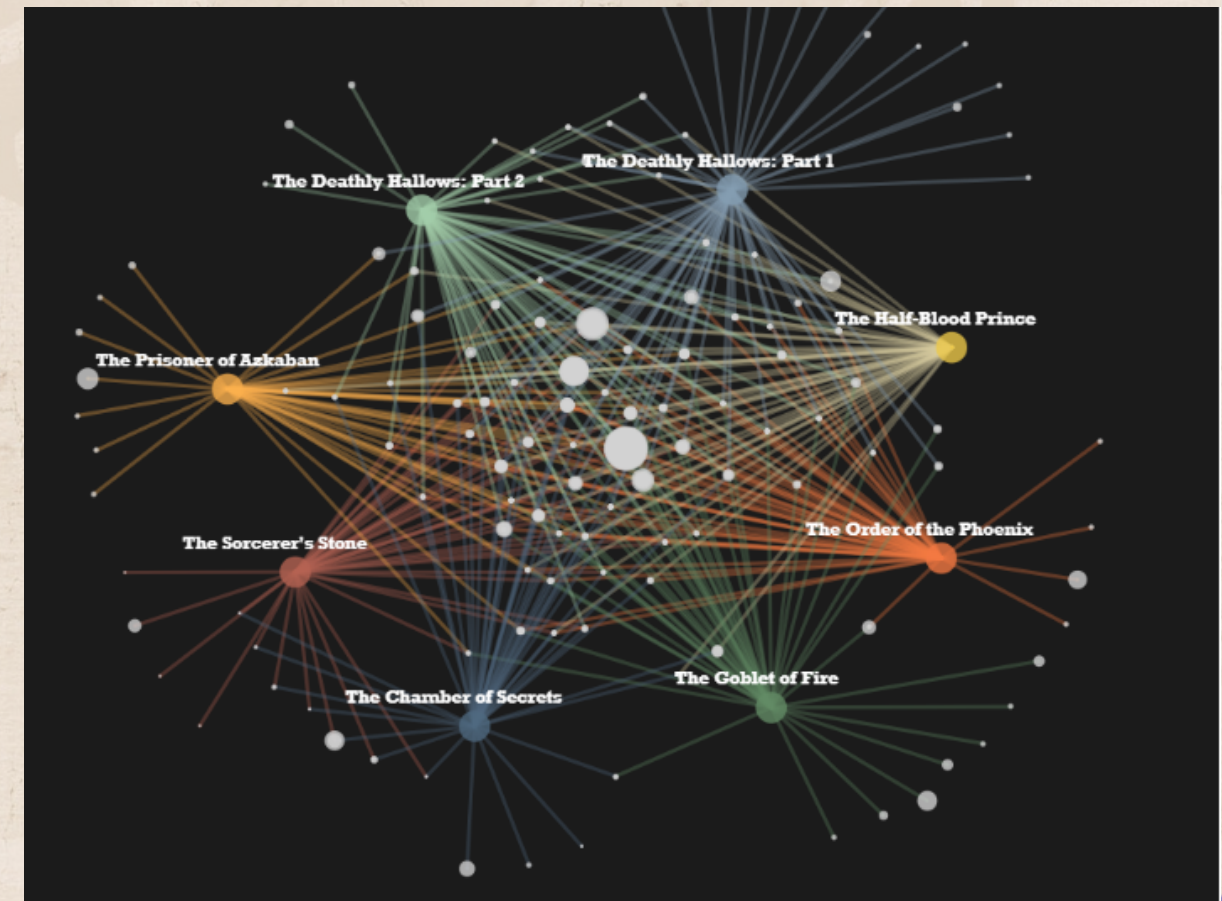 The Deathly Hallows: Part 1
The Deathly Hallows: Part 2
The Half-Blood Prince
The Prisoner of Azkaban
The Order of the Phoenix
The Sorcerer's Stone
The Goblet of Fire
The Chamber of Secrets